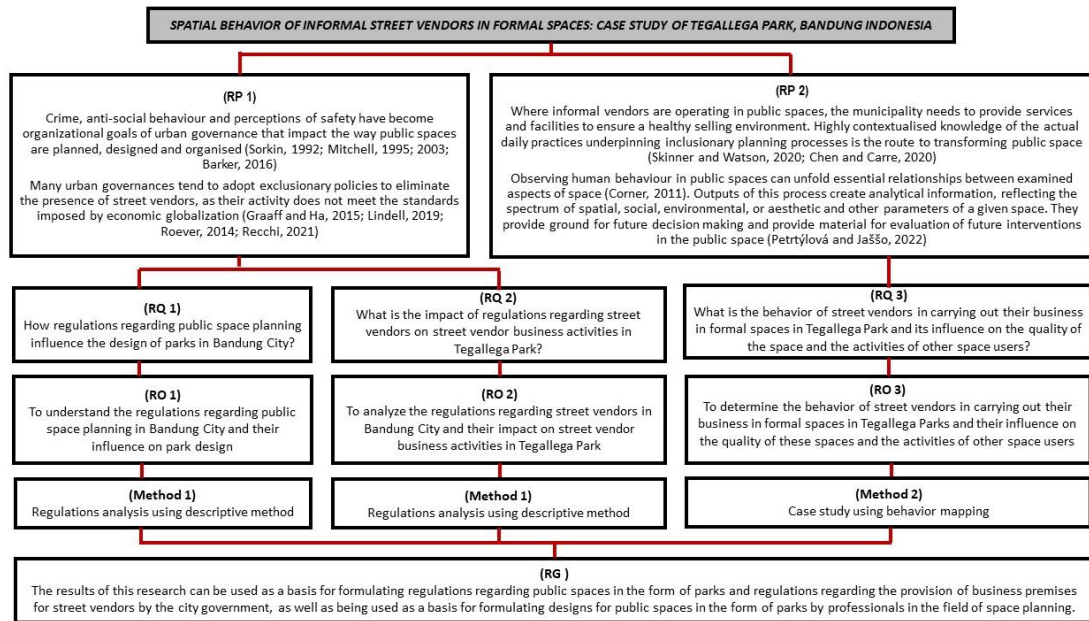 SPATIAL BEHAVIOR OF INFORMAL STREET VENDORS IN FORMAL SPACES: CASE STUDY OF TEGALLEGA PARK, BANDUNG INDONESIA
(RP 1)
Crime, anti-social behaviour and perceptions of safety have become
organizational goals of urban governance that impact the way public spaces
are planned, designed and organised (Sorkin, 1992; Mitchell, 1995; 2003;
Barker, 2016)
Many urban governances tend to adopt exclusionary policies to eliminate
the presence of street vendors, as their activity does not meet the standards
imposed by economic globalization (Graaff and Ha, 2015; Lindell, 2019;
Roever, 2014; Recchi, 2021)
(RP 2)
Where informal vendors are operating in public spaces, the municipality needs to provide services
and facilities to ensure a healthy selling environment. Highly contextualised knowledge of the actual
daily practices underpinning inclusionary planning processes is the route to transforming public space
(Skinner and Watson, 2020; Chen and Carre, 2020)
Observing human behaviour in public spaces can unfold essential relationships between examined
aspects of space (Corner, 2011). Outputs of this process create analytical information, reflecting the
spectrum of spatial, social, environmental, or aesthetic and other parameters of a given space. They
provide ground for future decision making and provide material for evaluation of future interventions
in the public space (Petrtýlová and Jaššo, 2022)
(RQ 1)
How regulations regarding public space planning
influence the design of parks in Bandung City?
(RQ 2)
What is the impact of regulations regarding street
vendors on street vendor business activities in
Tegallega Park?
(RQ 3)
What is the behavior of street vendors in carrying out their business
in formal spaces in Tegallega Park and its influence on the quality of
the space and the activities of other space users?
(RO 1)
To understand the regulations regarding public
space planning in Bandung City and their
influence on park design
(RO 2)
To analyze the regulations regarding street vendors in
Bandung City and their impact on street vendor
business activities in Tegallega Park
(RO 3)
To determine the behavior of street vendors in carrying out their
business in formal spaces in Tegallega Parks and their influence on
the quality of these spaces and the activities of other space users
(Method 1)
Regulations analysis using descriptive method
(Method 1)
Regulations analysis using descriptive method
(Method 2)
Case study using behavior mapping
(RG )
The results of this research can be used as a basis for formulating regulations regarding public spaces in the form of parks and regulations regarding the provision of business premises
for street vendors by the city government, as well as being used as a basis for formulating designs for public spaces in the form of parks by professionals in the field of space planning.